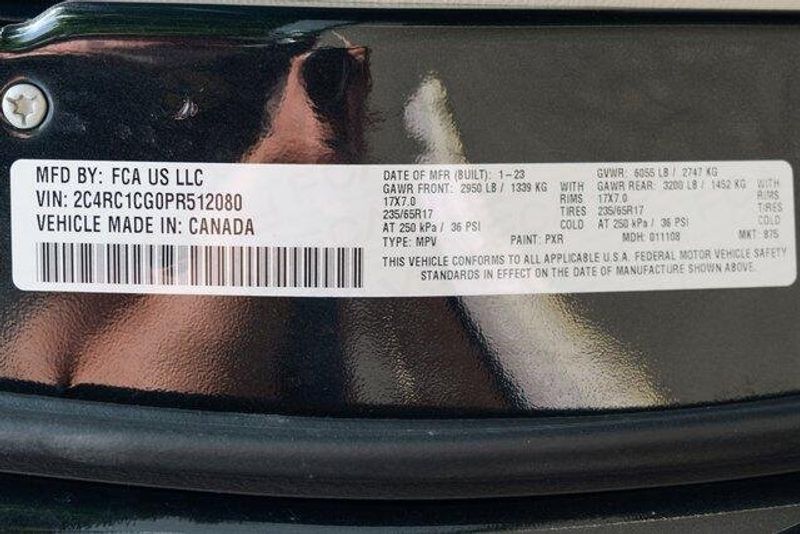 MFD BY: FCA US LLC
VIN: 2C4RC1CG0PR512080
VEHICLE MADE IN: CANADA
DATE OF MFR (BUILT): 1-23 GVWR: 6055 LB / 2747 KG
GAWR FRONT: 2950 LB / 1339 KG WITH GAWR REAR: 3200 LB / 1452 KG WITH
17X7.0 RIMS 17X7.0 RIMS
235/65R17 TIRES 235/65R17 TIRES
AT 250 kPa / 36 PSI COLD AT 250 kPa / 36 PSI COLD
TYPE: MPV PAINT: PXR MDH: 011108 MKT: 875
THIS VEHICLE CONFORMS TO ALL APPLICABLE U.S.A. FEDERAL MOTOR VEHICLE SAFETY
STANDARDS IN EFFECT ON THE DATE OF MANUFACTURE SHOWN ABOVE.